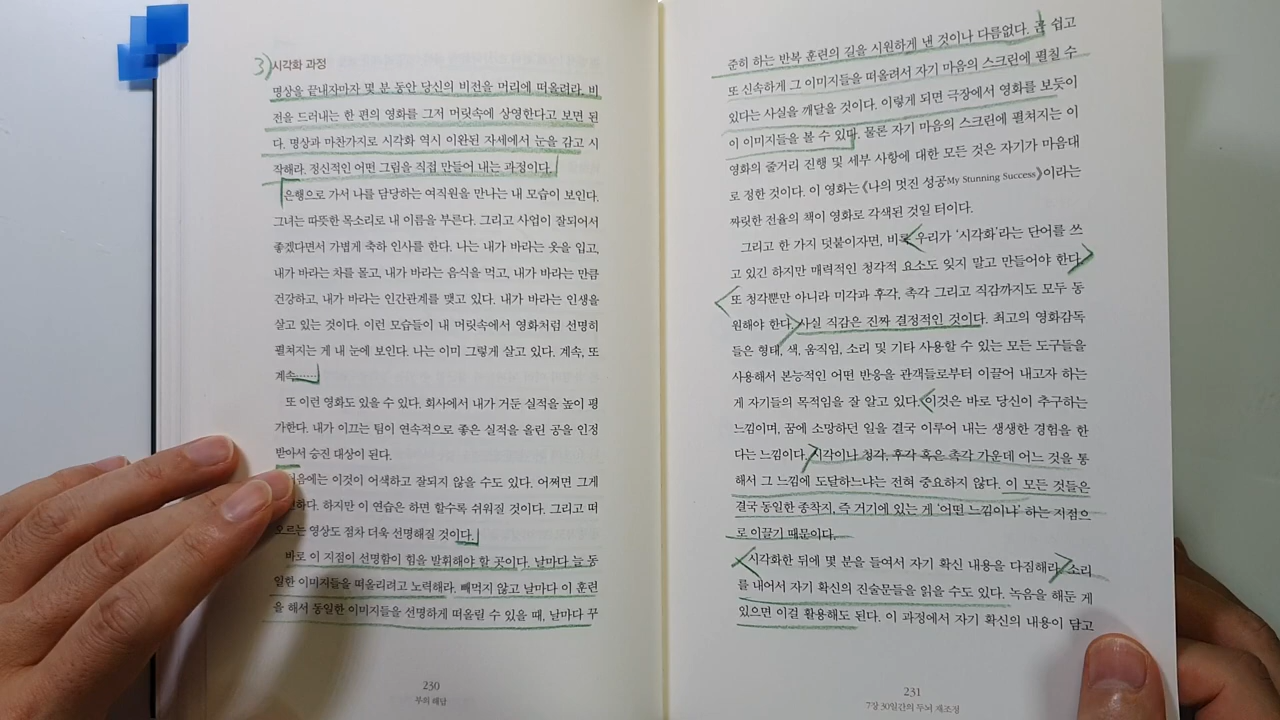 3) 시각화 과정
명상을 끝내자마자 몇 분 동안 당신의 비전을 머리에 떠올려라. 비
전을 드러내는 한 편의 영화를 그저 머릿속에 상영한다고 보면 된
다. 명상과 마찬가지로 시각화 역시 이완된 자세에서 눈을 감고 시
작해라. 정신적인 어떤 그림을 직접 만들어 내는 과정이다.
은행으로 가서 나를 담당하는 여직원을 만나는 내 모습이 보인다.
그녀는 따뜻한 목소리로 내 이름을 부른다. 그리고 사업이 잘되어서
좋겠다면서 가볍게 축하 인사를 한다. 나는 내가 바라는 옷을 입고,
내가 바라는 차를 몰고, 내가 바라는 음식을 먹고, 내가 바라는 만큼
건강하고, 내가 바라는 인간관계를 맺고 있다. 내가 바라는 인생을
살고 있는 것이다. 이런 모습들이 내 머릿속에서 영화처럼 선명히
펼쳐지는 게 내 눈에 보인다. 나는 이미 그렇게 살고 있다. 계속, 또
계속……
또 이런 영화도 있을 수 있다. 회사에서 내가 거둔 실적을 높이 평
가한다. 내가 이끄는 팀이 연속적으로 좋은 실적을 올린 공을 인정
받아서 승진 대상이 된다.
이것이 어색하고 잘되지 않을 수도 있다. 어쩌면 그게
하지만 이 연습은 하면 할수록 쉬워질 것이다. 그리고 떠
오르는 영상도 점차 더욱 선명해질 것이다.
바로 이 지점이 선명함이 힘을 발휘해야 할 곳이다. 날마다 늘 동
일한 이미지들을 떠올리려고 노력해라. 빼먹지 않고 날마다 이 훈련
을 해서 동일한 이미지들을 선명하게 떠올릴 수 있을 때, 날마다 꾸
230
부의 해답
준히 하는 반복 훈련의 길을 시원하게 낸 것이나 다름없다. 곧 쉽고
또 신속하게 그 이미지들을 떠올려서 자기 마음의 스크린에 펼칠 수
있다는 사실을 깨달을 것이다. 이렇게 되면 극장에서 영화를 보듯이
이 이미지들을 볼 수 있다. 물론 자기 마음의 스크린에 펼쳐지는 이
영화의 줄거리 진행 및 세부 사항에 대한 모든 것은 자기가 마음대
로 정한 것이다. 이 영화는 《나의 멋진 성공My Stunning Success》이라는
짜릿한 전율의 책이 영화로 각색된 것일 터이다.
그리고 한 가지 덧붙이자면, 비록 우리가 ‘시각화’라는 단어를 쓰
고 있긴 하지만 매력적인 청각적 요소도 잊지 말고 만들어야 한다.
또 청각뿐만 아니라 미각과 후각, 촉각 그리고 직감까지도 모두 동
원해야 한다. 사실 직감은 진짜 결정적인 것이다. 최고의 영화감독
들은 형태, 색, 움직임, 소리 및 기타 사용할 수 있는 모든 도구들을
사용해서 본능적인 어떤 반응을 관객들로부터 이끌어 내고자 하는
게 자기들의 목적임을 잘 알고 있다. 이것은 바로 당신이 추구하는
느낌이며, 꿈에 소망하던 일을 결국 이루어 내는 생생한 경험을 한
다는 느낌이다. 시각이나 청각, 후각 혹은 촉각 가운데 어느 것을 통
해서 그 느낌에 도달하느냐는 전혀 중요하지 않다. 이 모든 것들은
결국 동일한 종착지, 즉 거기에 있는 게 ‘어떤 느낌이냐’ 하는 지점으
로 이끌기 때문이다.
시각화한 뒤에 몇 분을 들여서 자기 확신 내용을 다짐해라. 소리
를 내어서 자기 확신의 진술문들을 읽을 수도 있다. 녹음을 해둔 게
있으면 이걸 활용해도 된다. 이 과정에서 자기 확신의 내용이 담고
231
7장 30일간의 두뇌 재조정